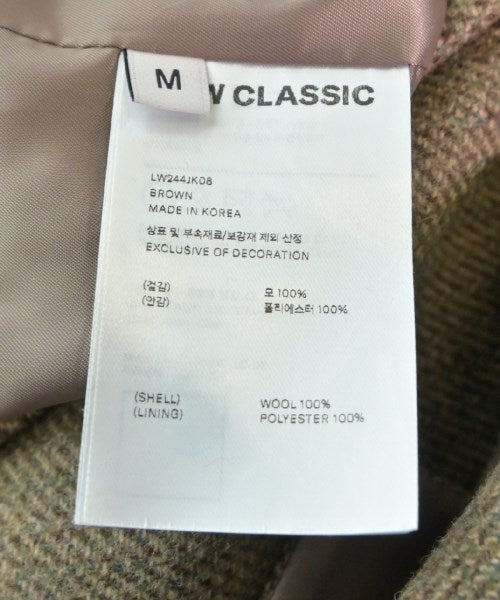 M
W CLASSIC
LW244JK08
BROWN
MADE IN KOREA
상표 및 부속재료/보강재 제외 산정
EXCLUSIVE OF DECORATION
(겉감) 모 100%
(안감) 폴리에스터 100%
(SHELL) WOOL 100%
(LINING) POLYESTER 100%